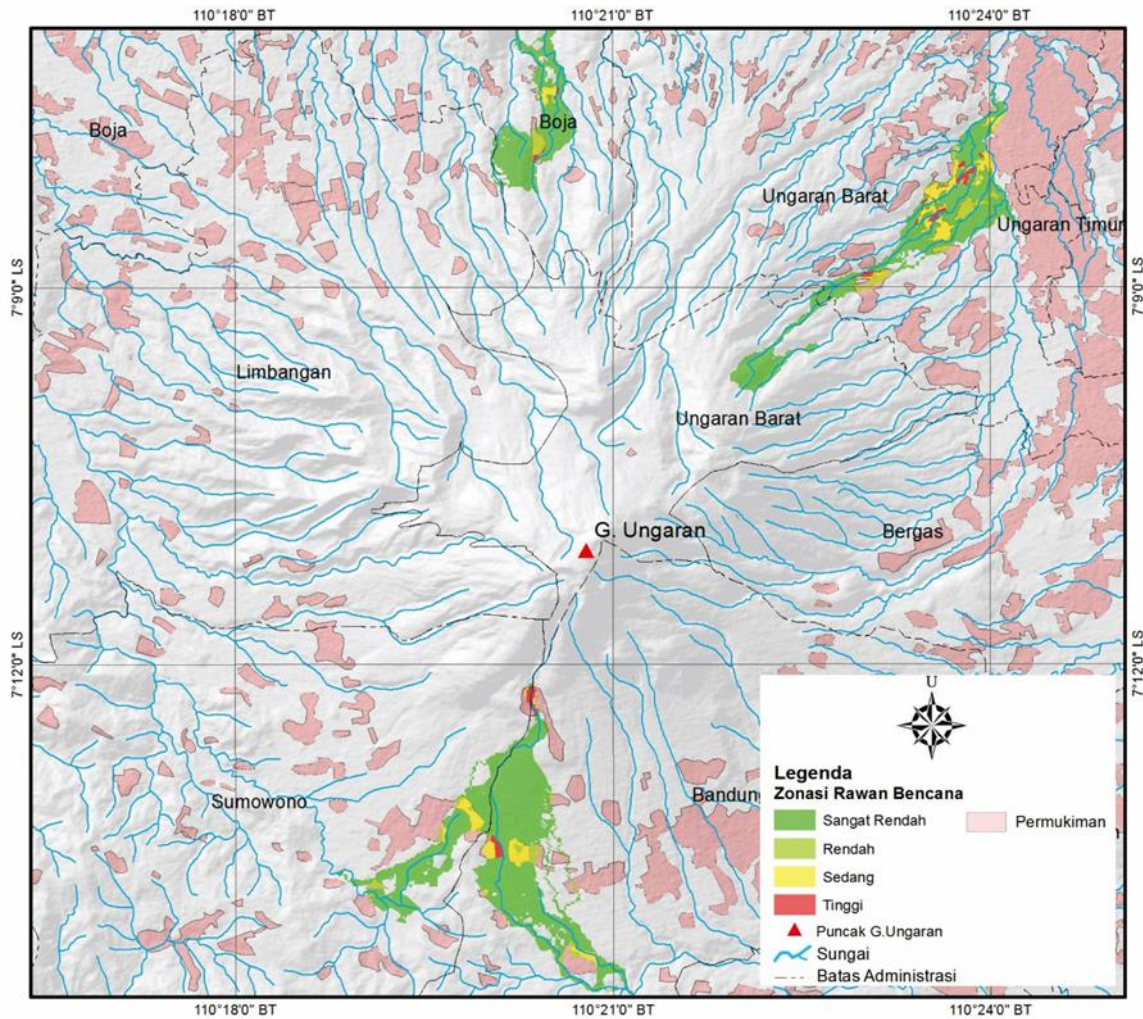 110°18'0" BT
110°21'0" BT
110°24'0" BT
Boja
Boja
Ungaran Barat
Ungaran Timur
7°9'0" LS
7°9'0" LS
Limbangan
Ungaran Barat
G. Ungaran
Bergas
7°12'0" LS
7°12'0" LS
Sumowono
Bandung
U
Legenda
Zonasi Rawan Bencana
Sangat Rendah
Permukiman
Rendah
Sedang
Tinggi
Puncak G.Ungaran
Sungai
Batas Administrasi
110°18'0" BT
110°21'0" BT
110°24'0" BT